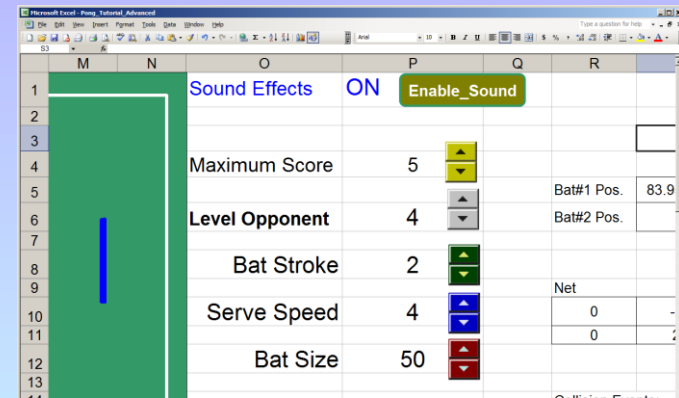 Microsoft Excel - Pong_Tutorial_Advanced
File Edit View Insert Format Tools Data Window Help
Type a question for help
Arial 10 B I U $ %
S3 fx
M N O P Q R
1 Sound Effects ON Enable_Sound
2
3
4 Maximum Score 5
5 Bat#1 Pos. 83.9
6 Level Opponent 4 Bat#2 Pos.
7
8 Bat Stroke 2
9 Net
10 Serve Speed 4 0 -
11 0 2
12 Bat Size 50
13